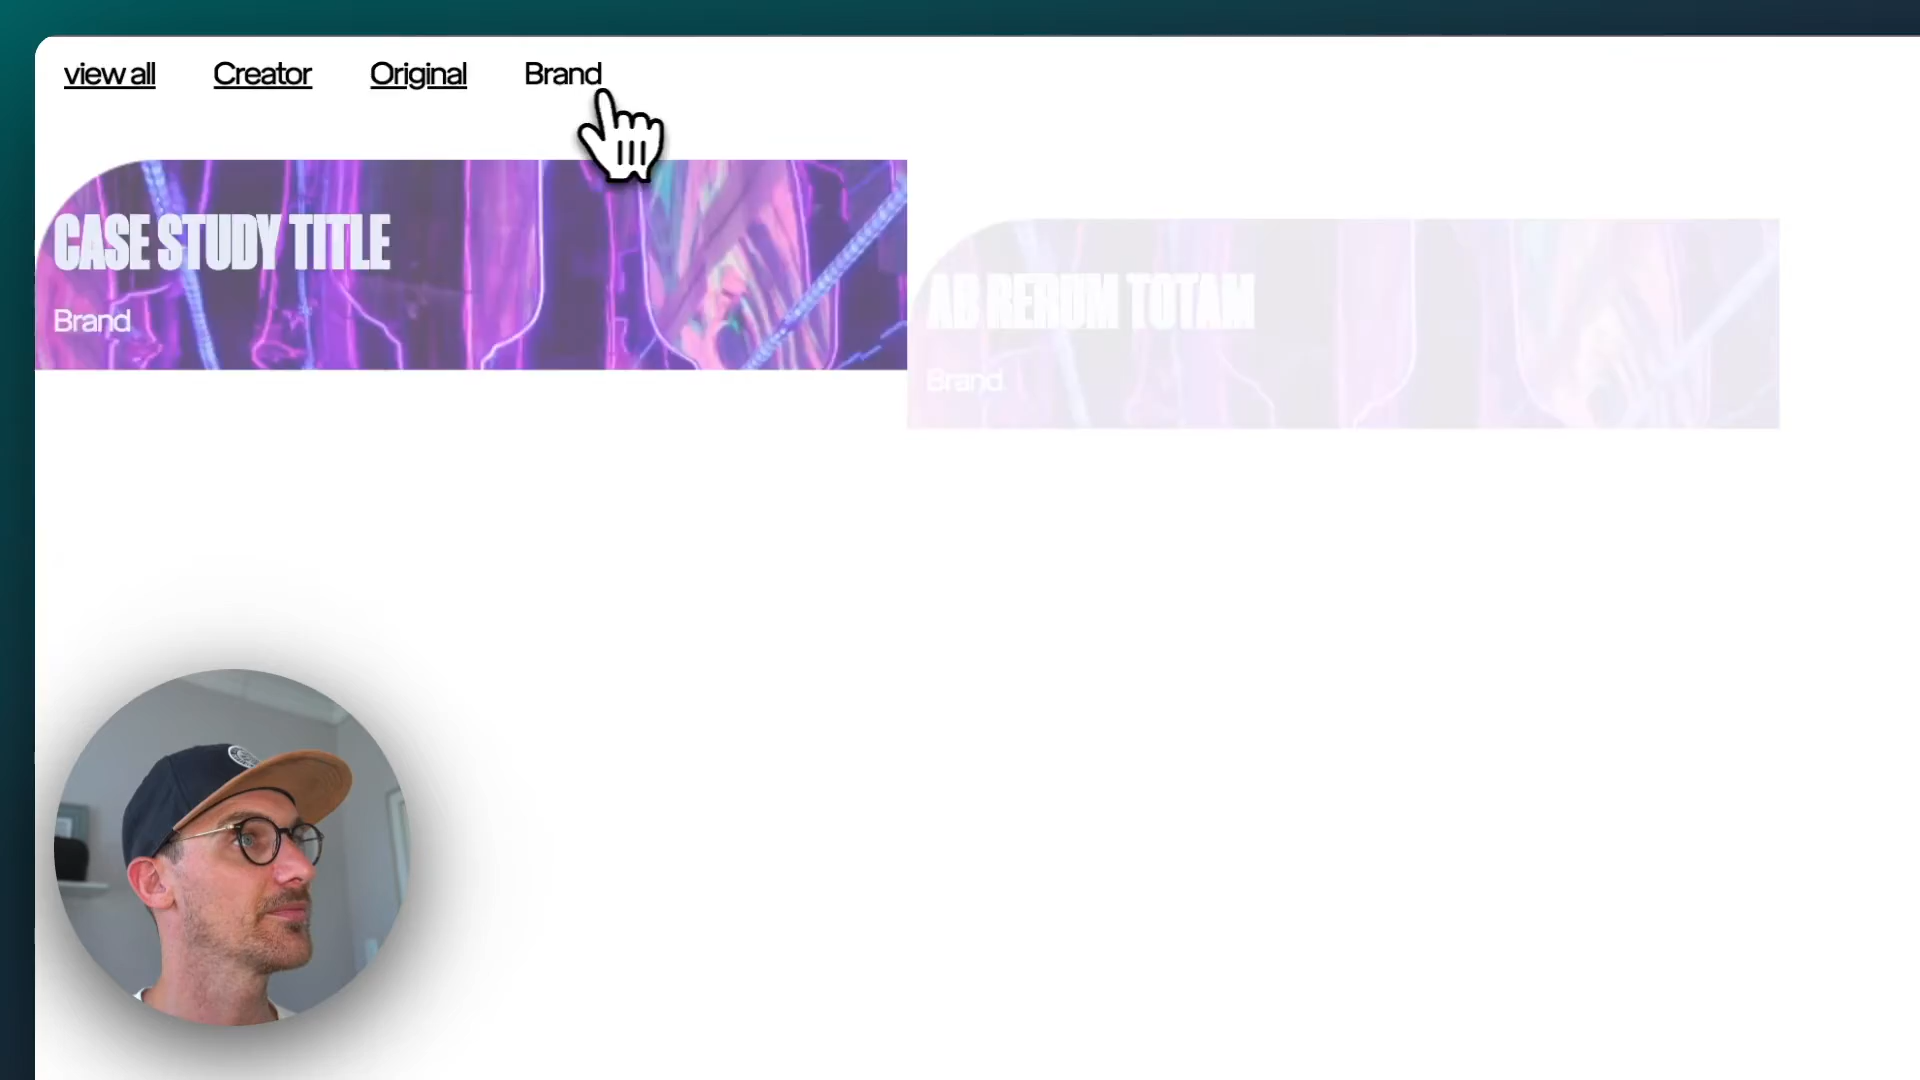 view all Creator Original Brand
CASE STUDY TITLE
Brand
AB RERUM TOTAM
Brand